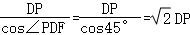 DP/cos∠PDF = DP/cos45° = √2 DP